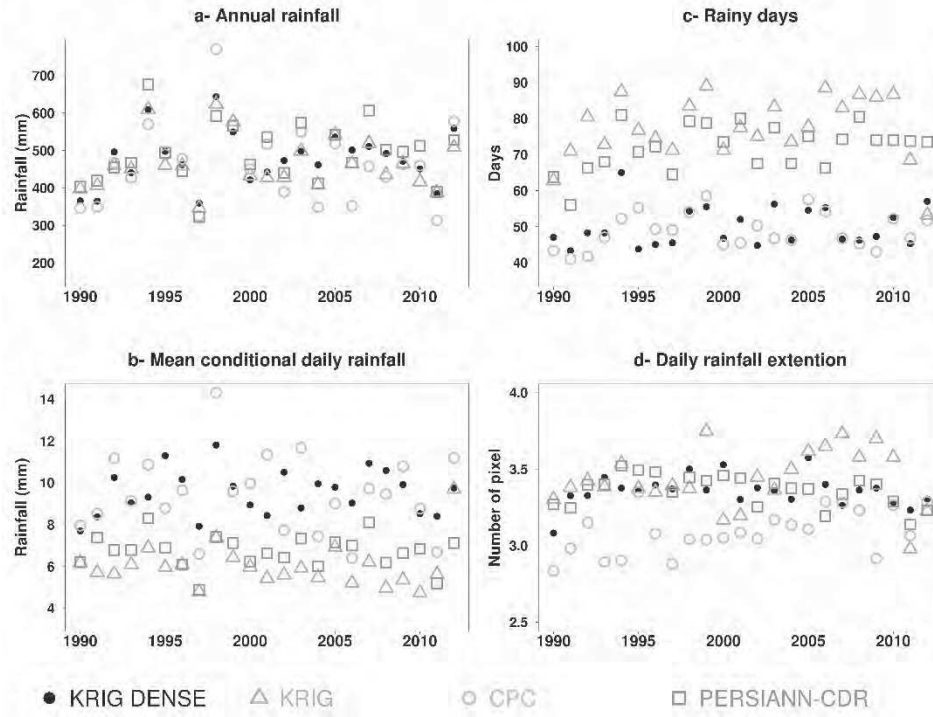 a- Annual rainfall
Rainfall (mm)
700
600
500
400
300
200
1990 1995 2000 2005 2010
c- Rainy days
Days
100
90
80
70
60
50
40
1990 1995 2000 2005 2010
b- Mean conditional daily rainfall
Rainfall (mm)
14
12
10
8
6
4
1990 1995 2000 2005 2010
d- Daily rainfall extention
Number of pixel
4.0
3.5
3.0
2.5
1990 1995 2000 2005 2010
KRIG DENSE KRIG CPC PERSIANN-CDR